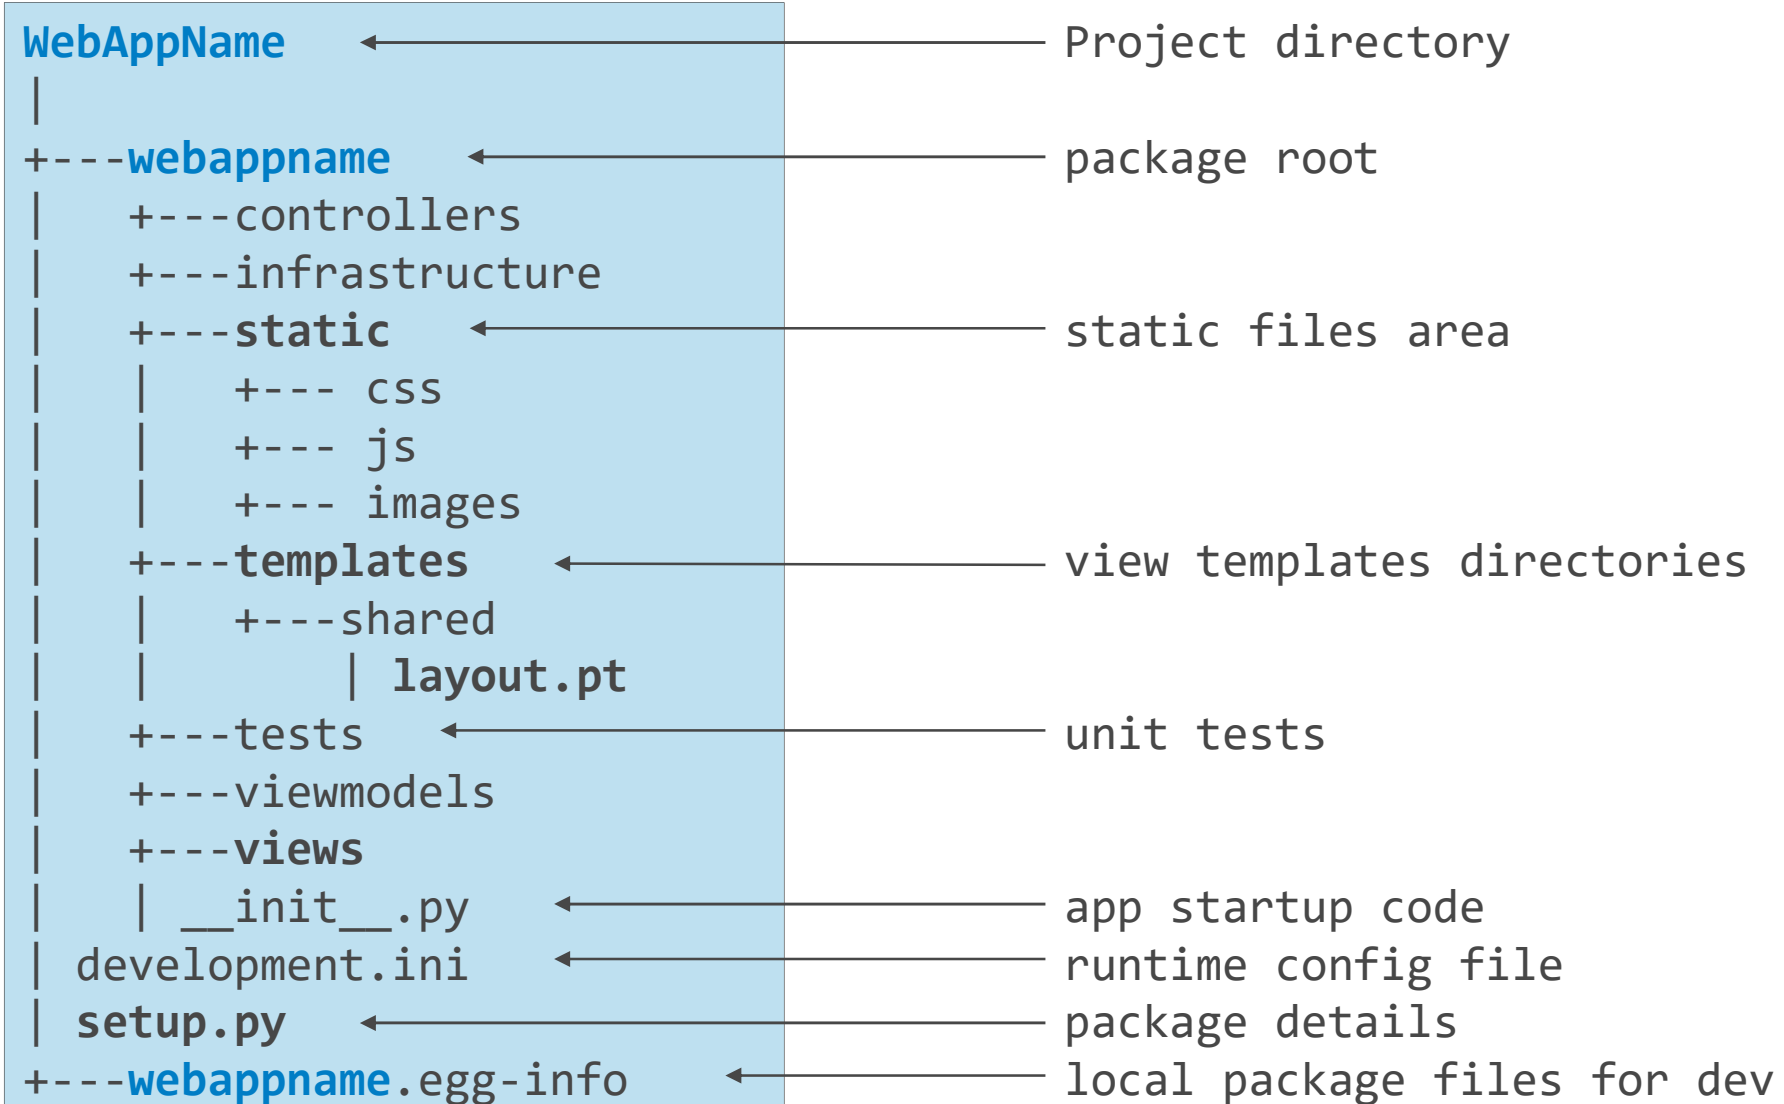 WebAppName Project directory
|
+---webappname package root
|   +---controllers
|   +---infrastructure
|   +---static static files area
|   |   +--- css
|   |   +--- js
|   |   +--- images
|   +---templates view templates directories
|   |   +---shared
|   |       | layout.pt
|   +---tests unit tests
|   +---viewmodels
|   +---views
|   | __init__.py app startup code
| development.ini runtime config file
| setup.py package details
+---webappname.egg-info local package files for dev